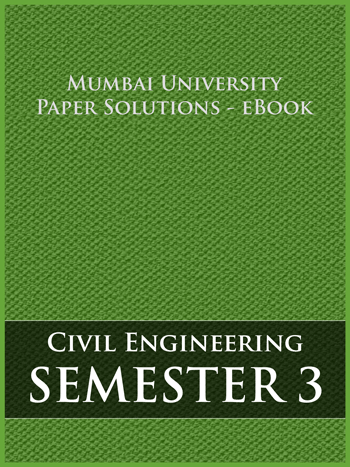 Mumbai University
Paper Solutions - eBook
Civil Engineering
SEMESTER 3